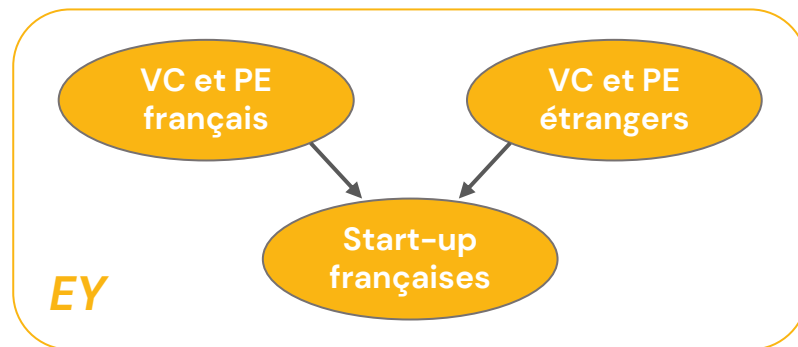 VC et PE
français
VC et PE
étrangers
Start-up
françaises
EY